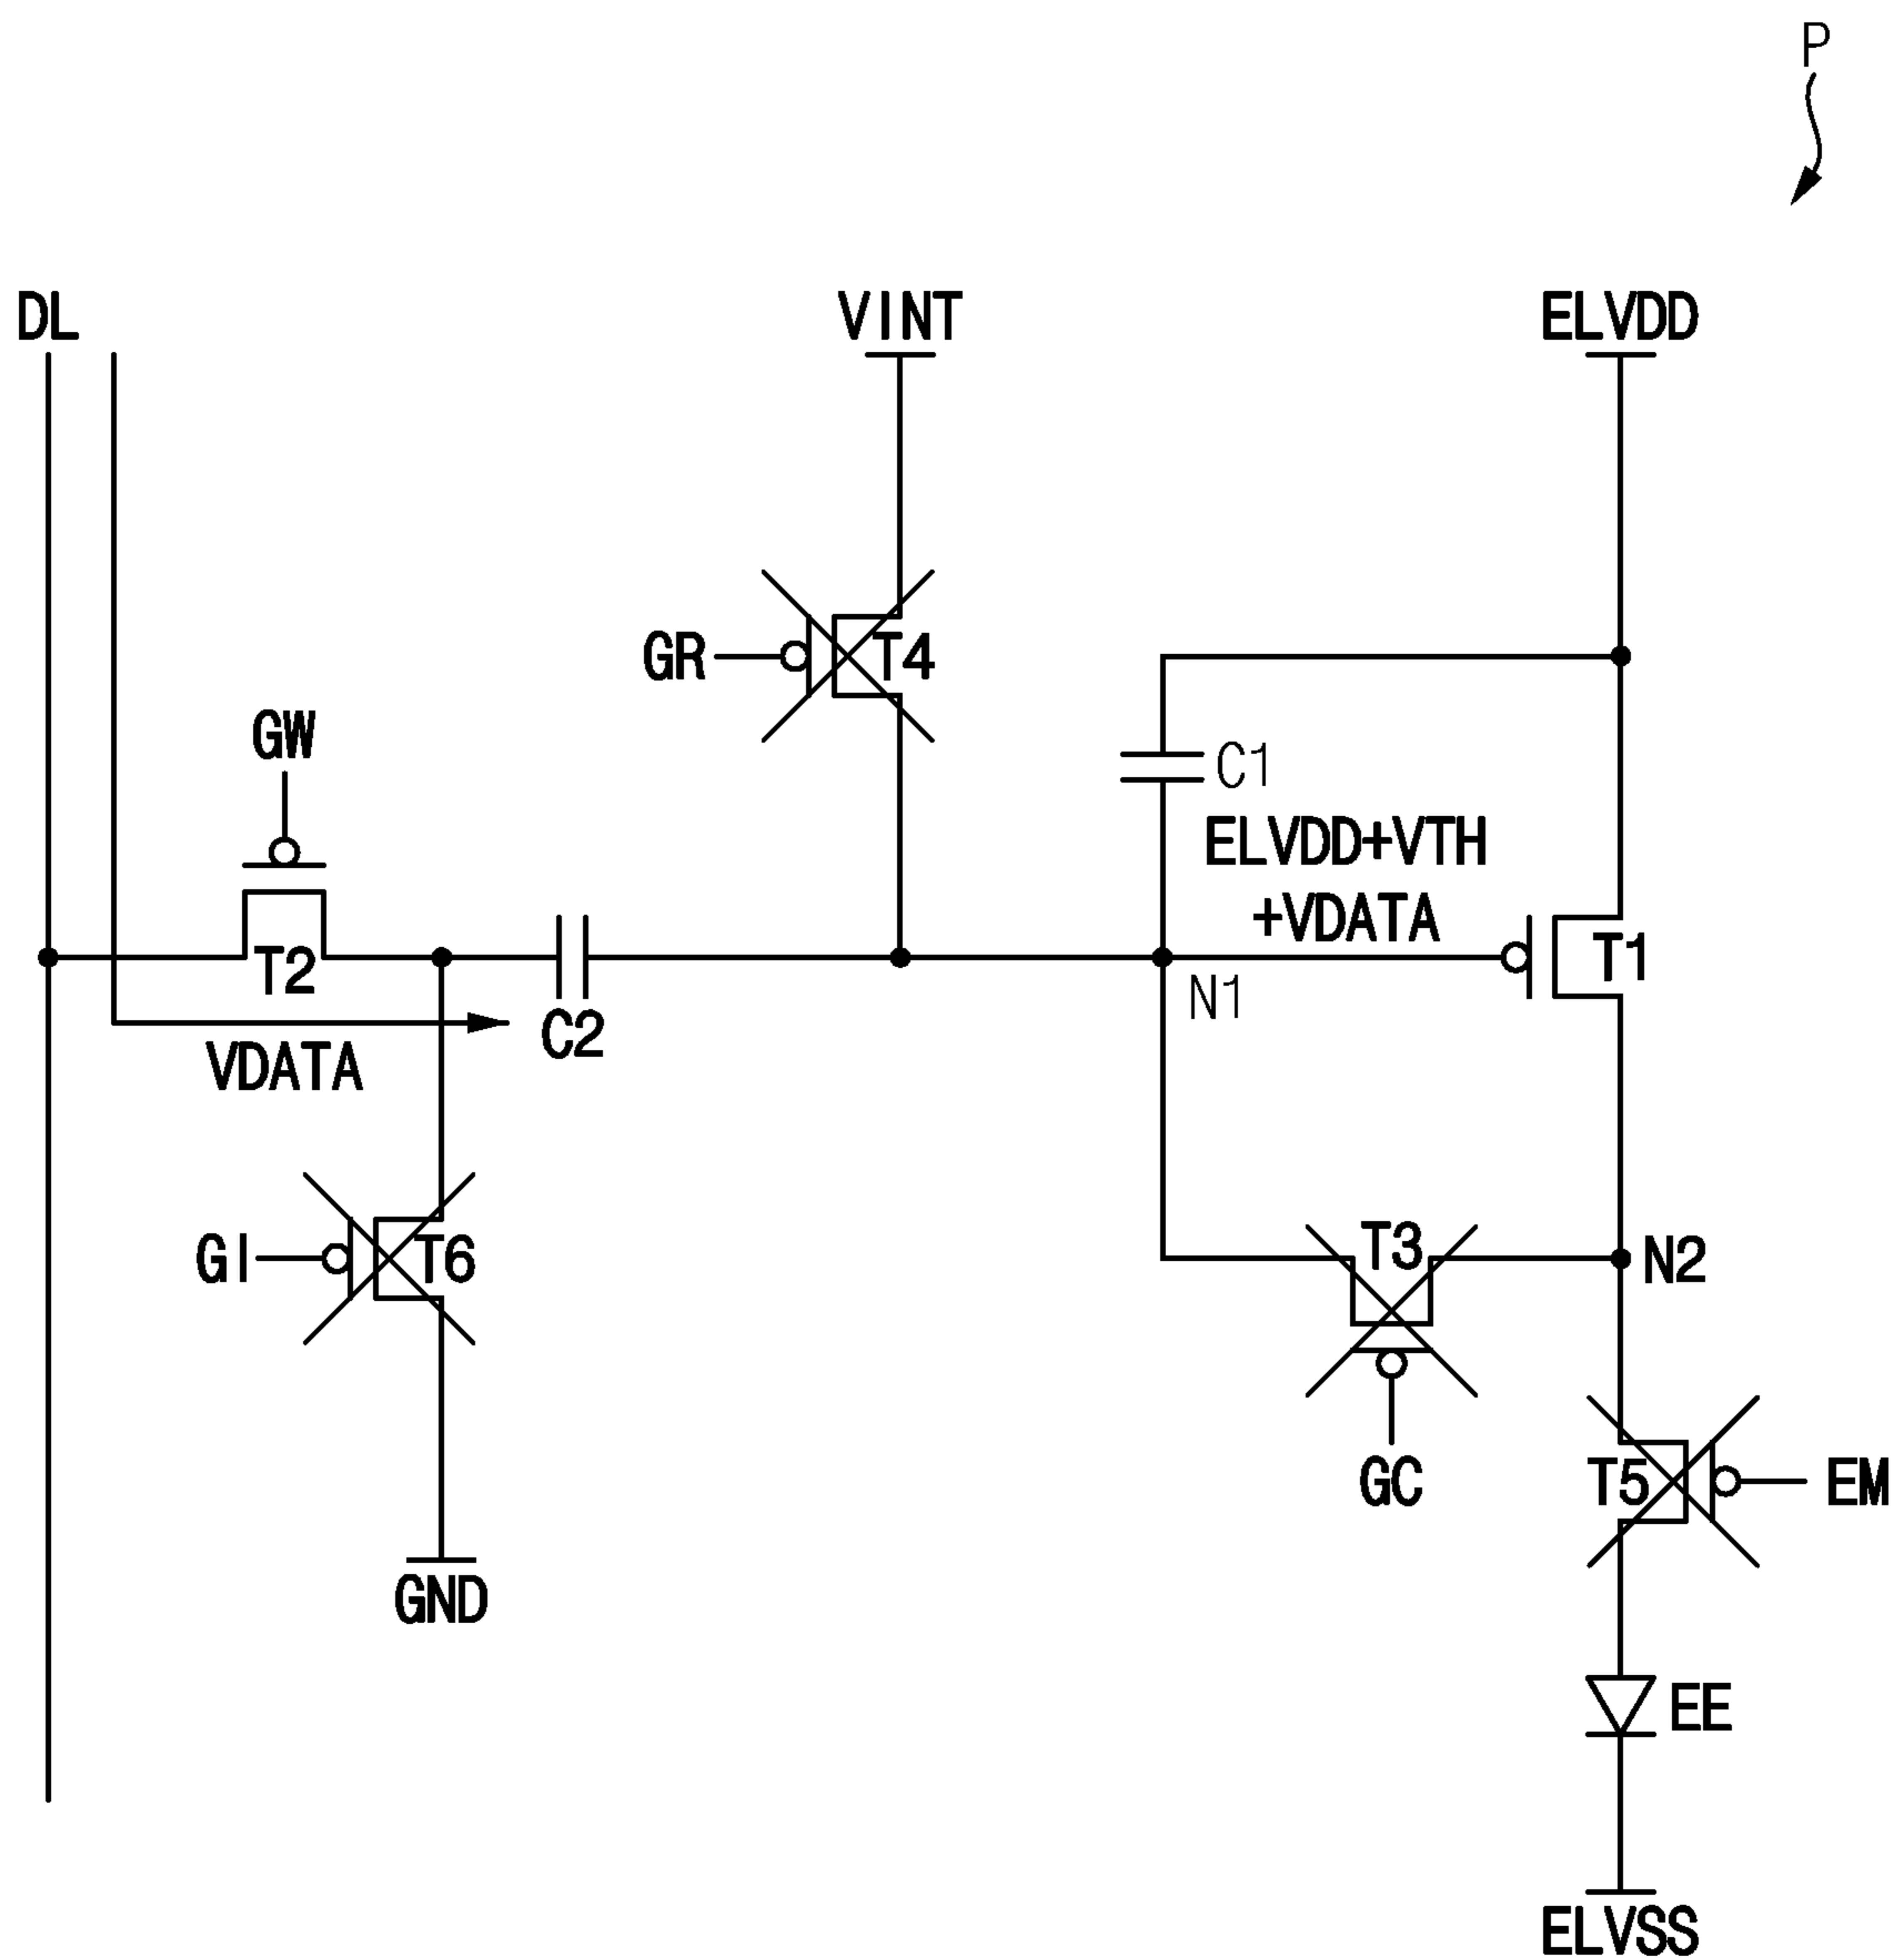 P
DL
VINT
ELVDD
GR
T4
GW
C1
ELVDD+VTH
+VDATA
T2
T1
N1
C2
VDATA
T3
N2
GI
T6
GC
T5
EM
GND
EE
ELVSS